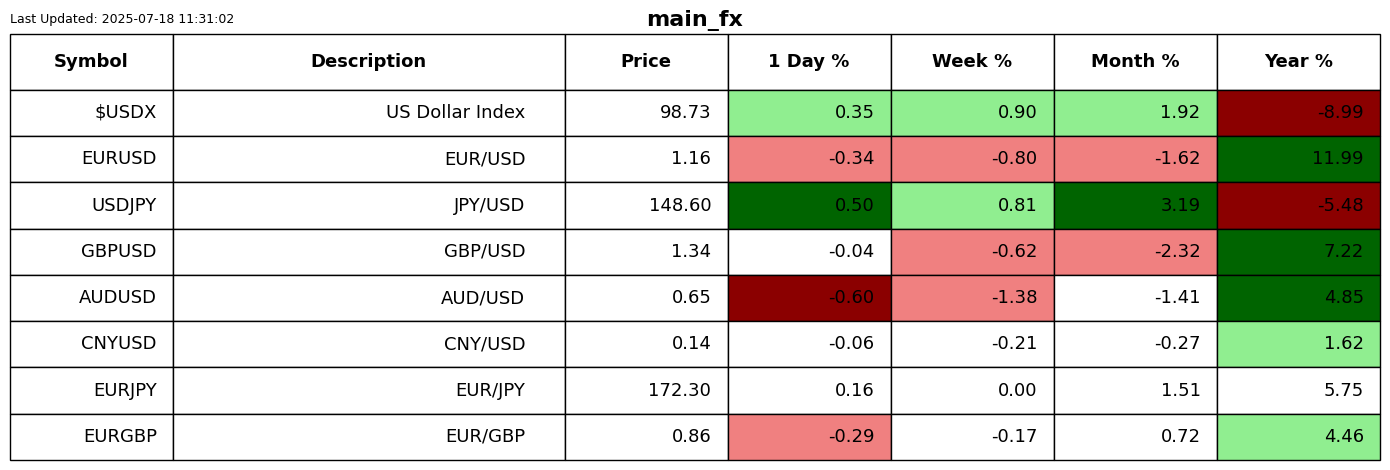 Last Updated: 2025-07-18 11:31:02
main_fx
Symbol Description Price 1 Day % Week % Month % Year %
$USDX US Dollar Index 98.73 0.35 0.90 1.92 -8.99
EURUSD EUR/USD 1.16 -0.34 -0.80 -1.62 11.99
USDJPY JPY/USD 148.60 0.50 0.81 3.19 -5.48
GBPUSD GBP/USD 1.34 -0.04 -0.62 -2.32 7.22
AUDUSD AUD/USD 0.65 -0.60 -1.38 -1.41 4.85
CNYUSD CNY/USD 0.14 -0.06 -0.21 -0.27 1.62
EURJPY EUR/JPY 172.30 0.16 0.00 1.51 5.75
EURGBP EUR/GBP 0.86 -0.29 -0.17 0.72 4.46